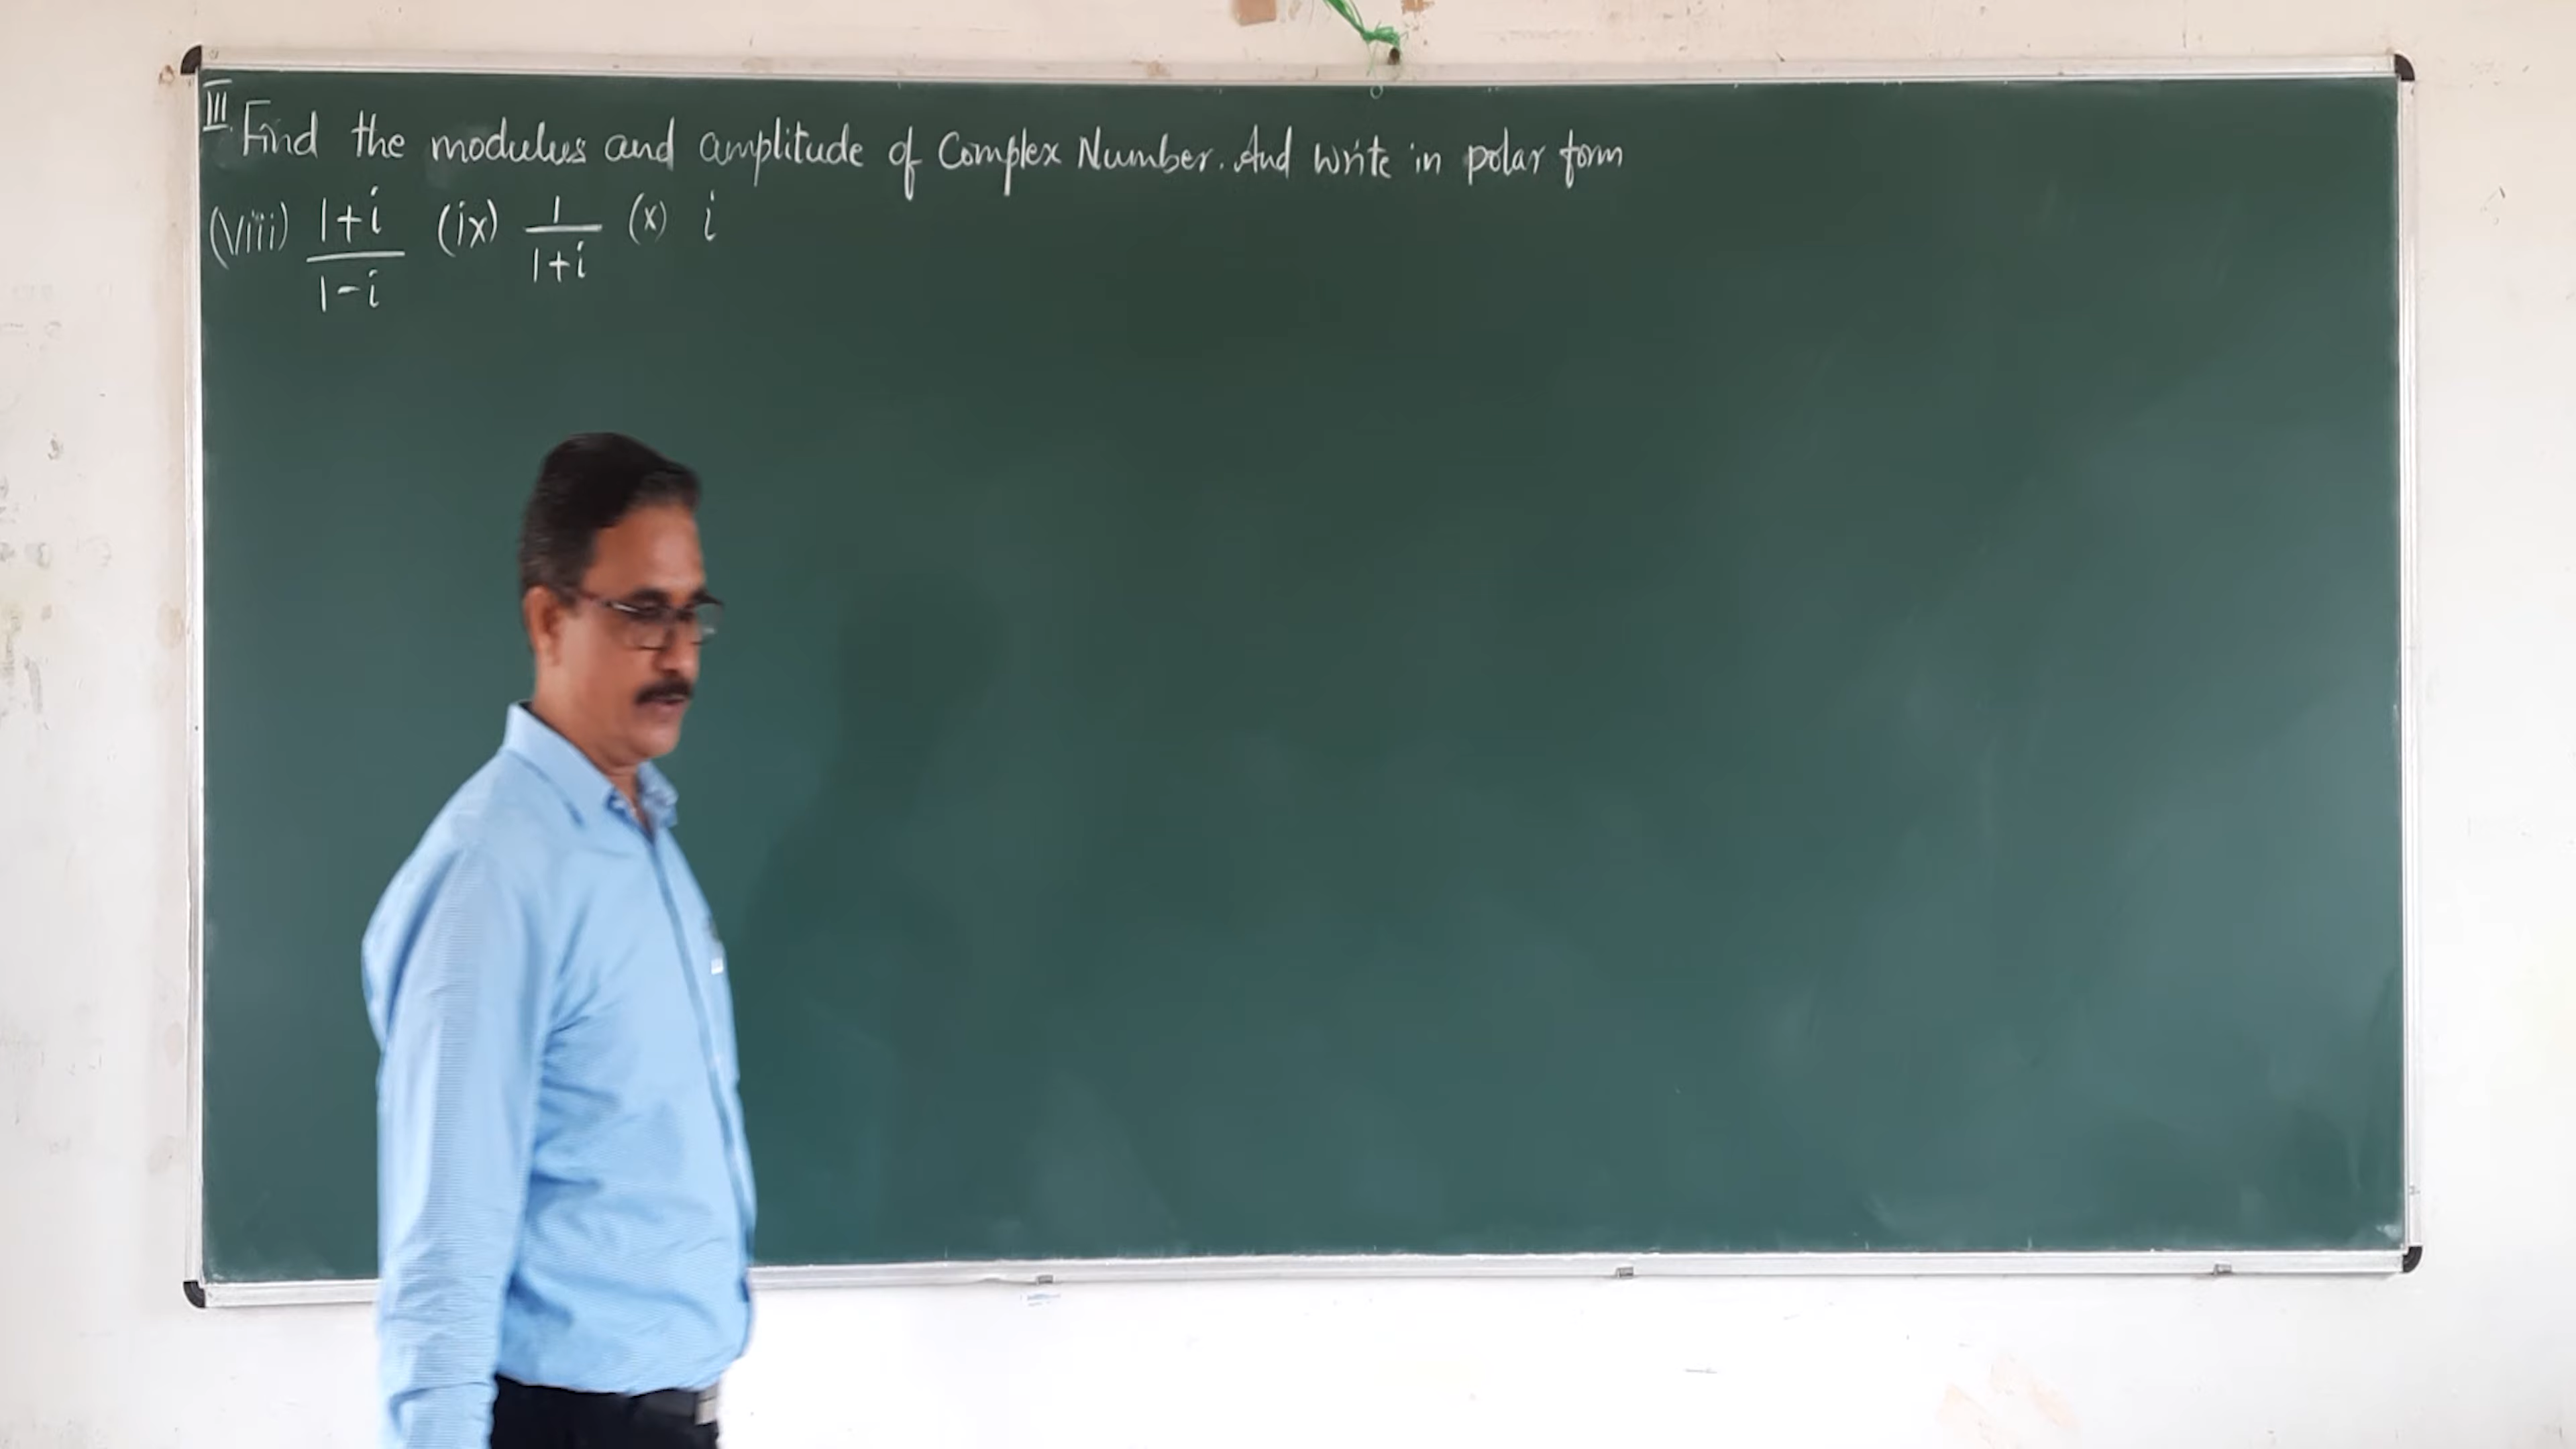 III. Find the modulus and amplitude of Complex Number. And write in polar form
(viii) 1+i/1-i (ix) 1/1+i (x) i